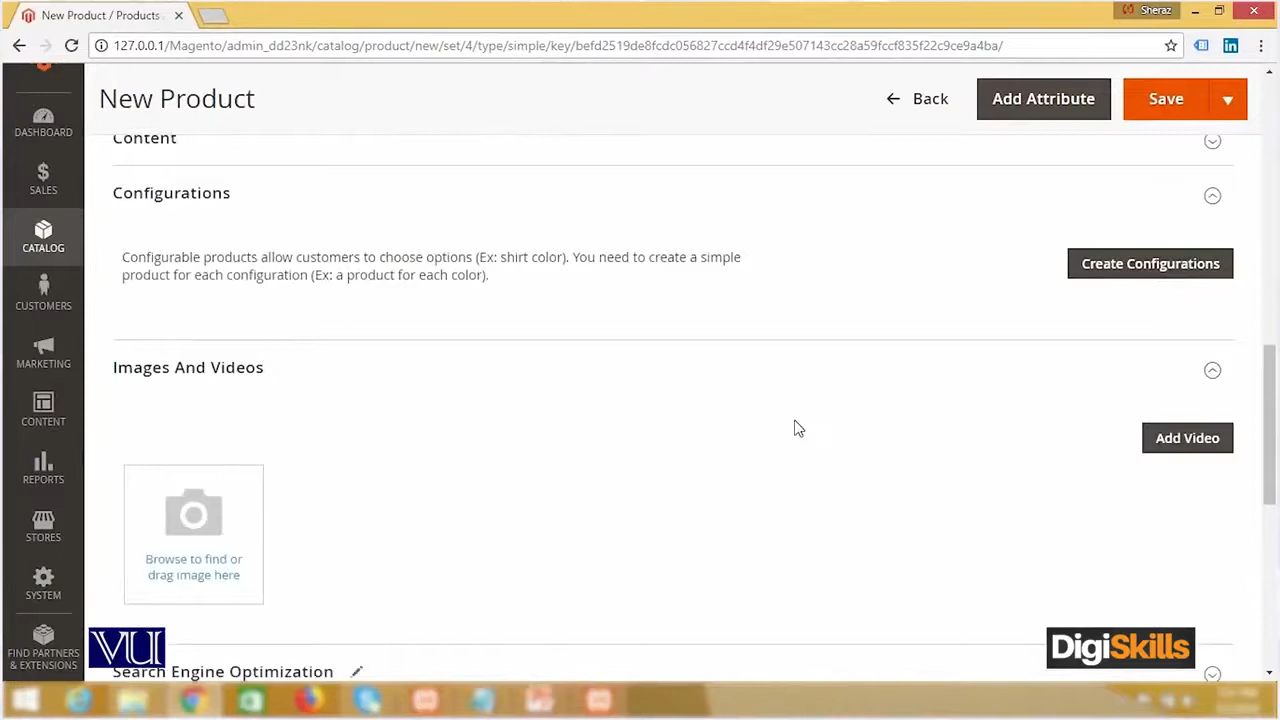 New Product / Products
Sheraz
127.0.0.1/Magento/admin_dd23nk/catalog/product/new/set/4/type/simple/key/befd2519de8fcdc056827ccd4f4df29e507143cc28a59fccf835f22c9ce9a4ba/
New Product
Back
Add Attribute
Save
DASHBOARD
SALES
CATALOG
CUSTOMERS
MARKETING
CONTENT
REPORTS
STORES
SYSTEM
FIND PARTNERS
& EXTENSIONS
Content
Configurations
Configurable products allow customers to choose options (Ex: shirt color). You need to create a simple
product for each configuration (Ex: a product for each color).
Create Configurations
Images And Videos
Add Video
Browse to find or
drag image here
Search Engine Optimization
VU
DigiSkills